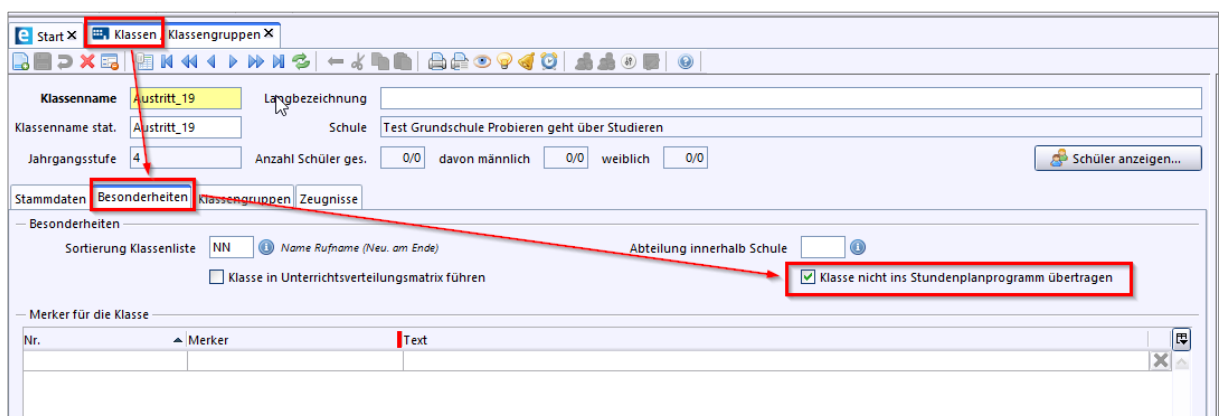 Start Klassen / Klassengruppen
Klassenname Austritt_19 Langbezeichnung
Klassenname stat. Austritt_19 Schule Test Grundschule Probieren geht über Studieren
Jahrgangsstufe 4 Anzahl Schüler ges. 0/0 davon männlich 0/0 weiblich 0/0 Schüler anzeigen...
Stammdaten Besonderheiten Klassengruppen Zeugnisse
Besonderheiten
Sortierung Klassenliste NN Name Rufname (Neu. am Ende) Abteilung innerhalb Schule
Klasse in Unterrichtsverteilungsmatrix führen Klasse nicht ins Stundenplanprogramm übertragen
Merker für die Klasse
Nr. Merker Text